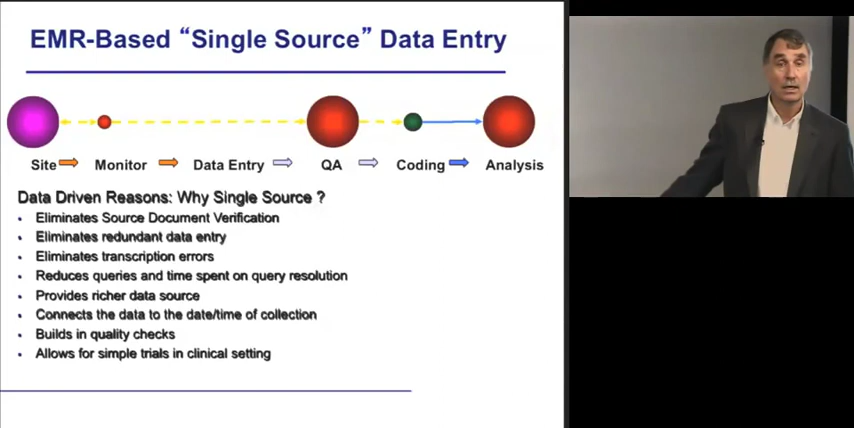 EMR-Based “Single Source” Data Entry
Site Monitor Data Entry QA Coding Analysis
Data Driven Reasons: Why Single Source ?
• Eliminates Source Document Verification
• Eliminates redundant data entry
• Eliminates transcription errors
• Reduces queries and time spent on query resolution
• Provides richer data source
• Connects the data to the date/time of collection
• Builds in quality checks
• Allows for simple trials in clinical setting